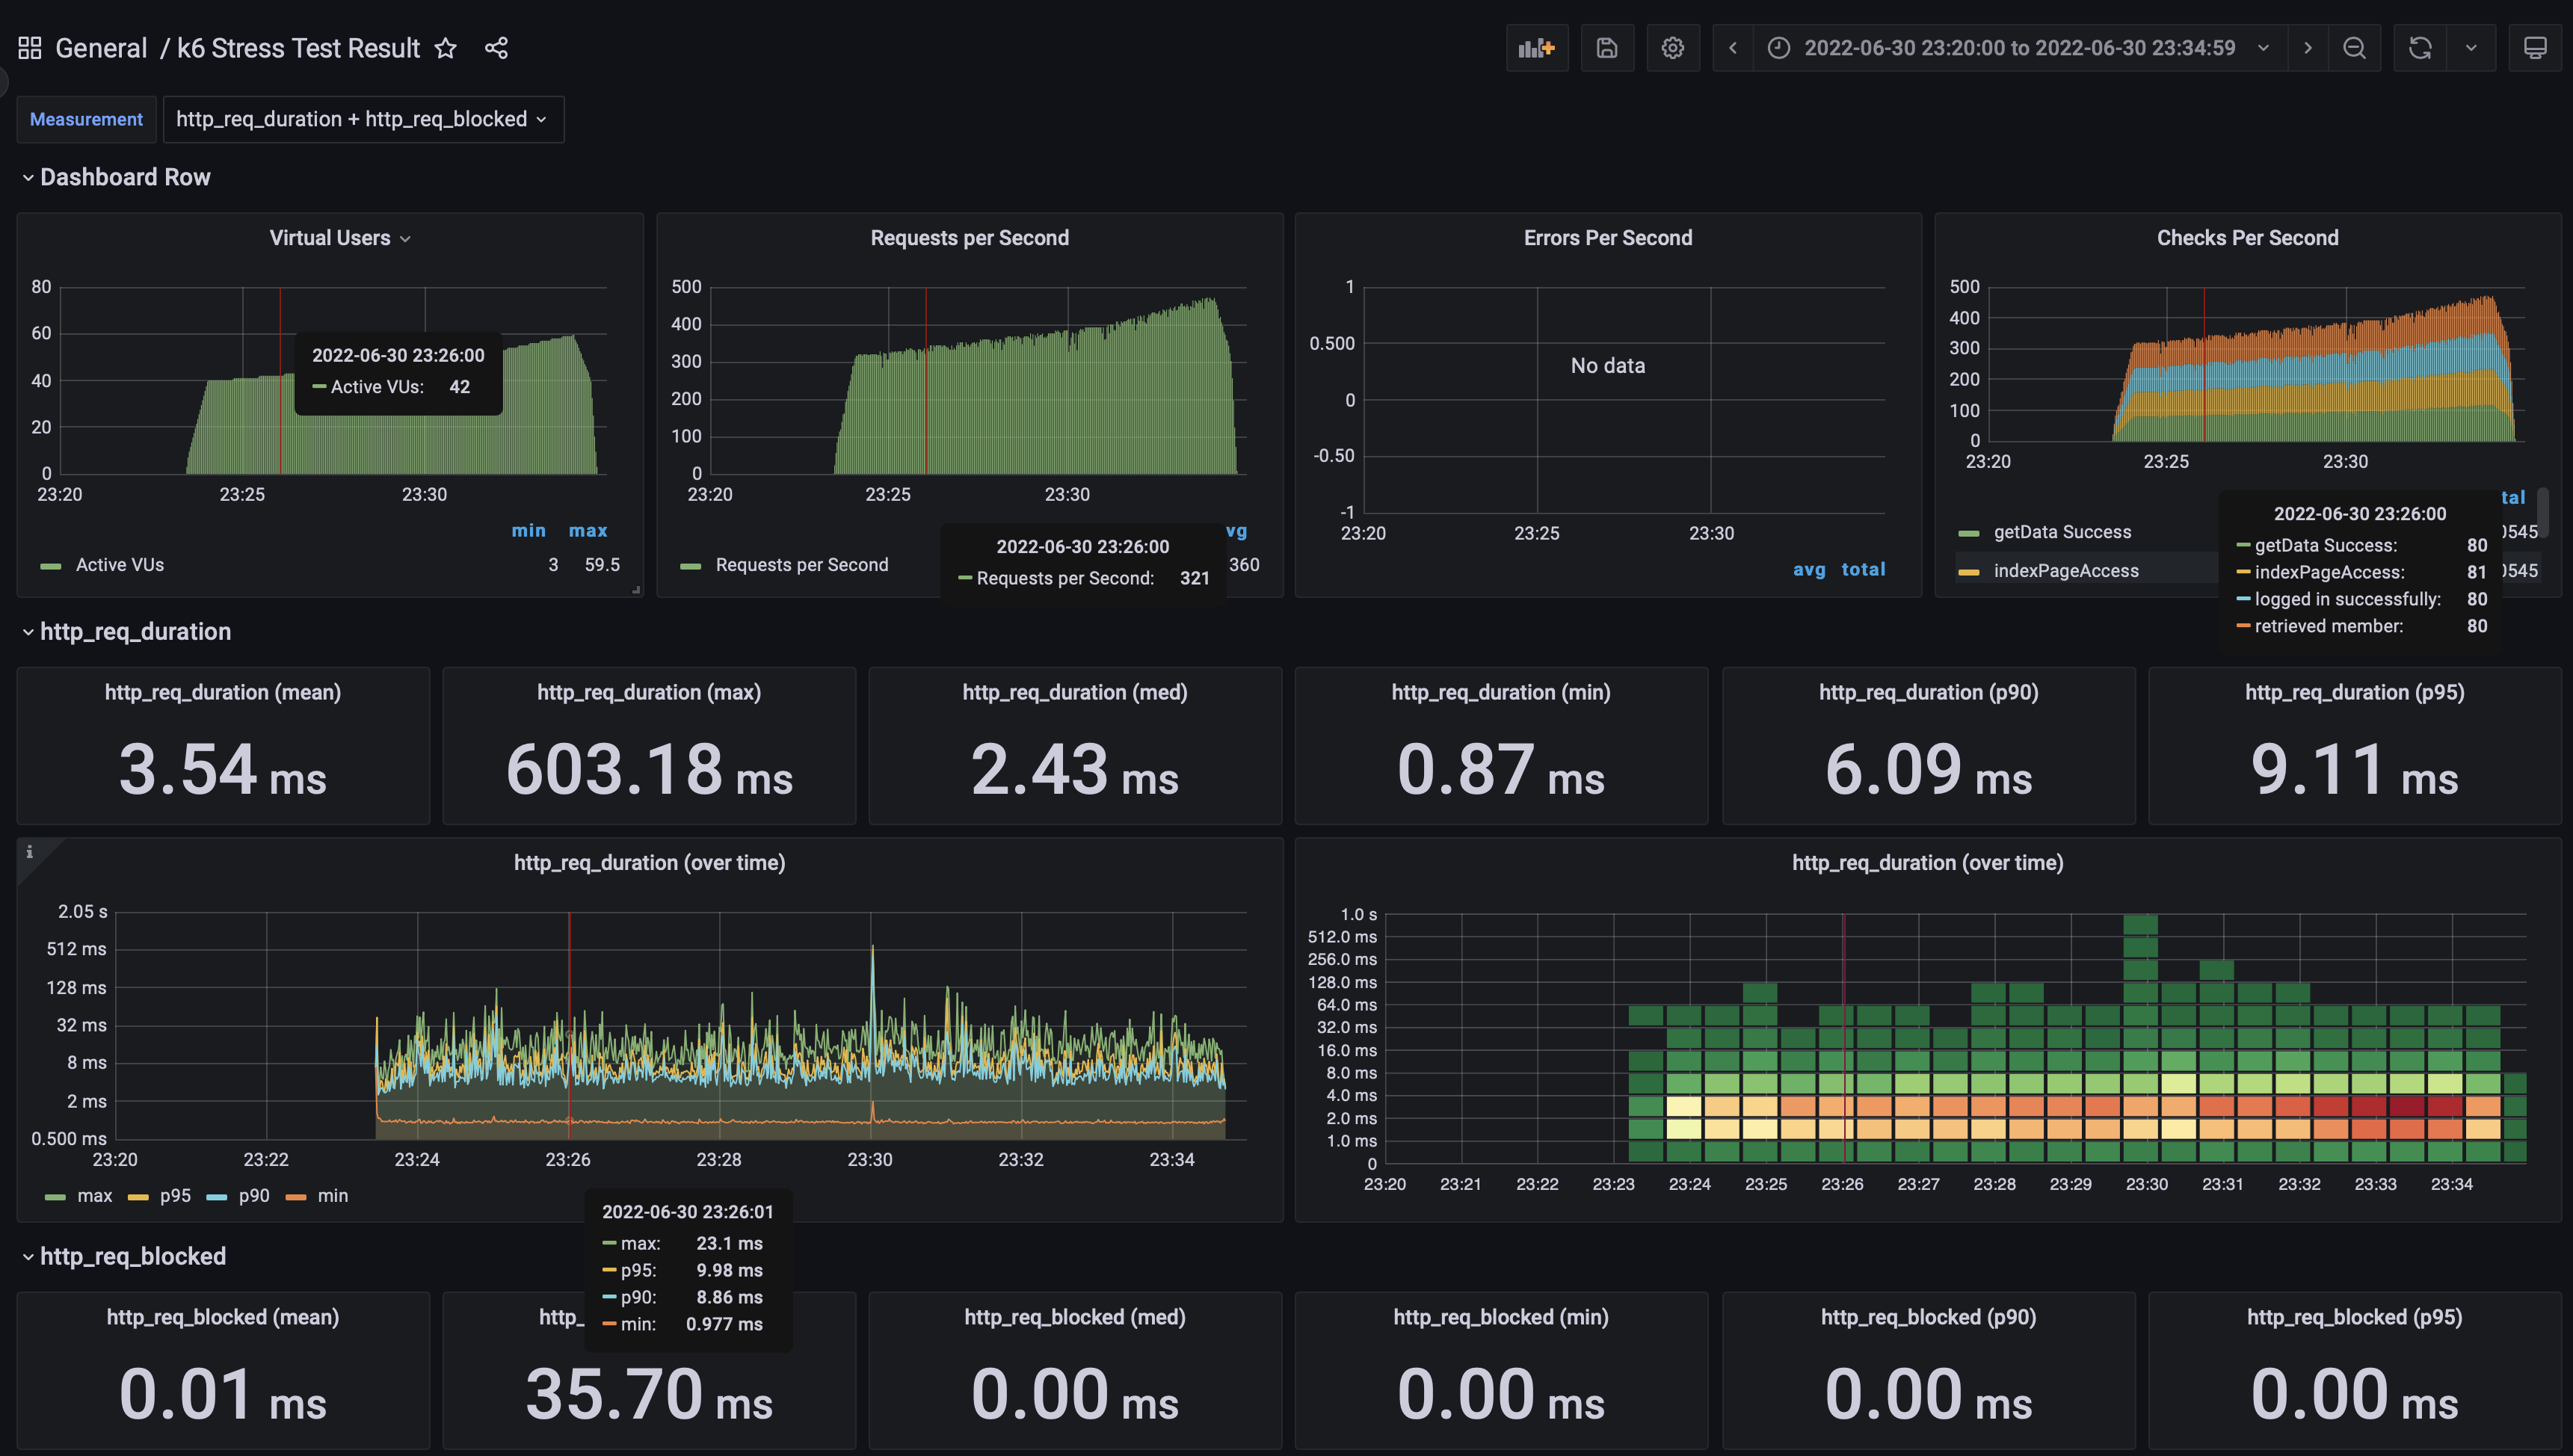 General / k6 Stress Test Result
2022-06-30 23:20:00 to 2022-06-30 23:34:59
Measurement http_req_duration + http_req_blocked
Dashboard Row
Virtual Users
80
60
40
20
0
23:20 23:25 23:30
2022-06-30 23:26:00
Active VUs: 42
min max
Active VUs 3 59.5
Requests per Second
500
400
300
200
100
0
23:20 23:25 23:30
2022-06-30 23:26:00
Requests per Second: 321
vg
Requests per Second 360
Errors Per Second
1
0.500
0
-0.50
-1
No data
23:20 23:25 23:30
avg total
Checks Per Second
500
400
300
200
100
0
23:20 23:25 23:30
tal
getData Success 0545
indexPageAccess 0545
2022-06-30 23:26:00
getData Success: 80
indexPageAccess: 81
logged in successfully: 80
retrieved member: 80
http_req_duration
http_req_duration (mean)
3.54 ms
http_req_duration (max)
603.18 ms
http_req_duration (med)
2.43 ms
http_req_duration (min)
0.87 ms
http_req_duration (p90)
6.09 ms
http_req_duration (p95)
9.11 ms
i
http_req_duration (over time)
2.05 s
512 ms
128 ms
32 ms
8 ms
2 ms
0.500 ms
23:20 23:22 23:24 23:26 23:28 23:30 23:32 23:34
max p95 p90 min
2022-06-30 23:26:01
max: 23.1 ms
p95: 9.98 ms
p90: 8.86 ms
min: 0.977 ms
http_req_duration (over time)
1.0 s
512.0 ms
256.0 ms
128.0 ms
64.0 ms
32.0 ms
16.0 ms
8.0 ms
4.0 ms
2.0 ms
1.0 ms
0
23:20 23:21 23:22 23:23 23:24 23:25 23:26 23:27 23:28 23:29 23:30 23:31 23:32 23:33 23:34
http_req_blocked
http_req_blocked (mean)
0.01 ms
http_
35.70 ms
http_req_blocked (med)
0.00 ms
http_req_blocked (min)
0.00 ms
http_req_blocked (p90)
0.00 ms
http_req_blocked (p95)
0.00 ms